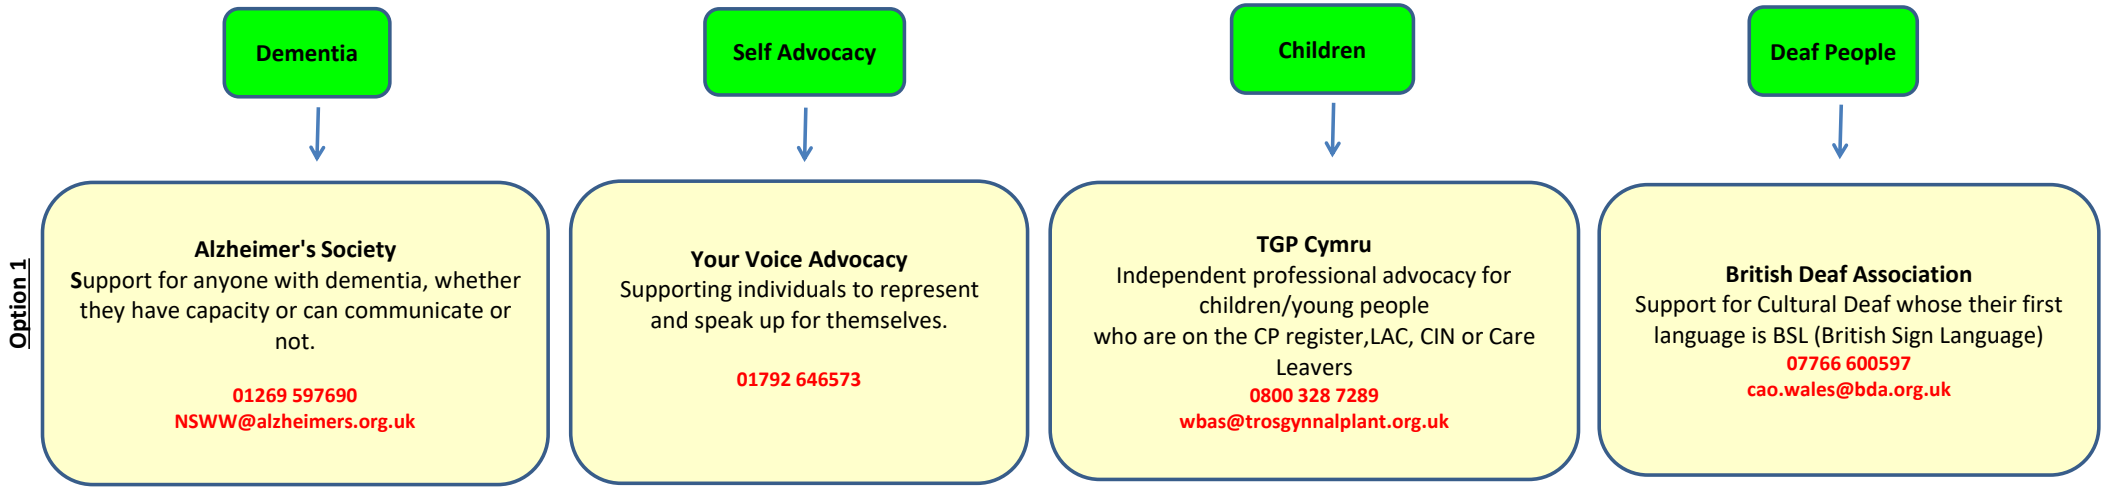 Dementia
Self Advocacy
Children
Deaf People
Option 1
Alzheimer's Society
Support for anyone with dementia, whether
they have capacity or can communicate or
not.
01269 597690
NSWW@alzheimers.org.uk
Your Voice Advocacy
Supporting individuals to represent
and speak up for themselves.
01792 646573
TGP Cymru
Independent professional advocacy for
children/young people
who are on the CP register,LAC, CIN or Care
Leavers
0800 328 7289
wbas@trosgynnalplant.org.uk
British Deaf Association
Support for Cultural Deaf whose their first
language is BSL (British Sign Language)
07766 600597
cao.wales@bda.org.uk